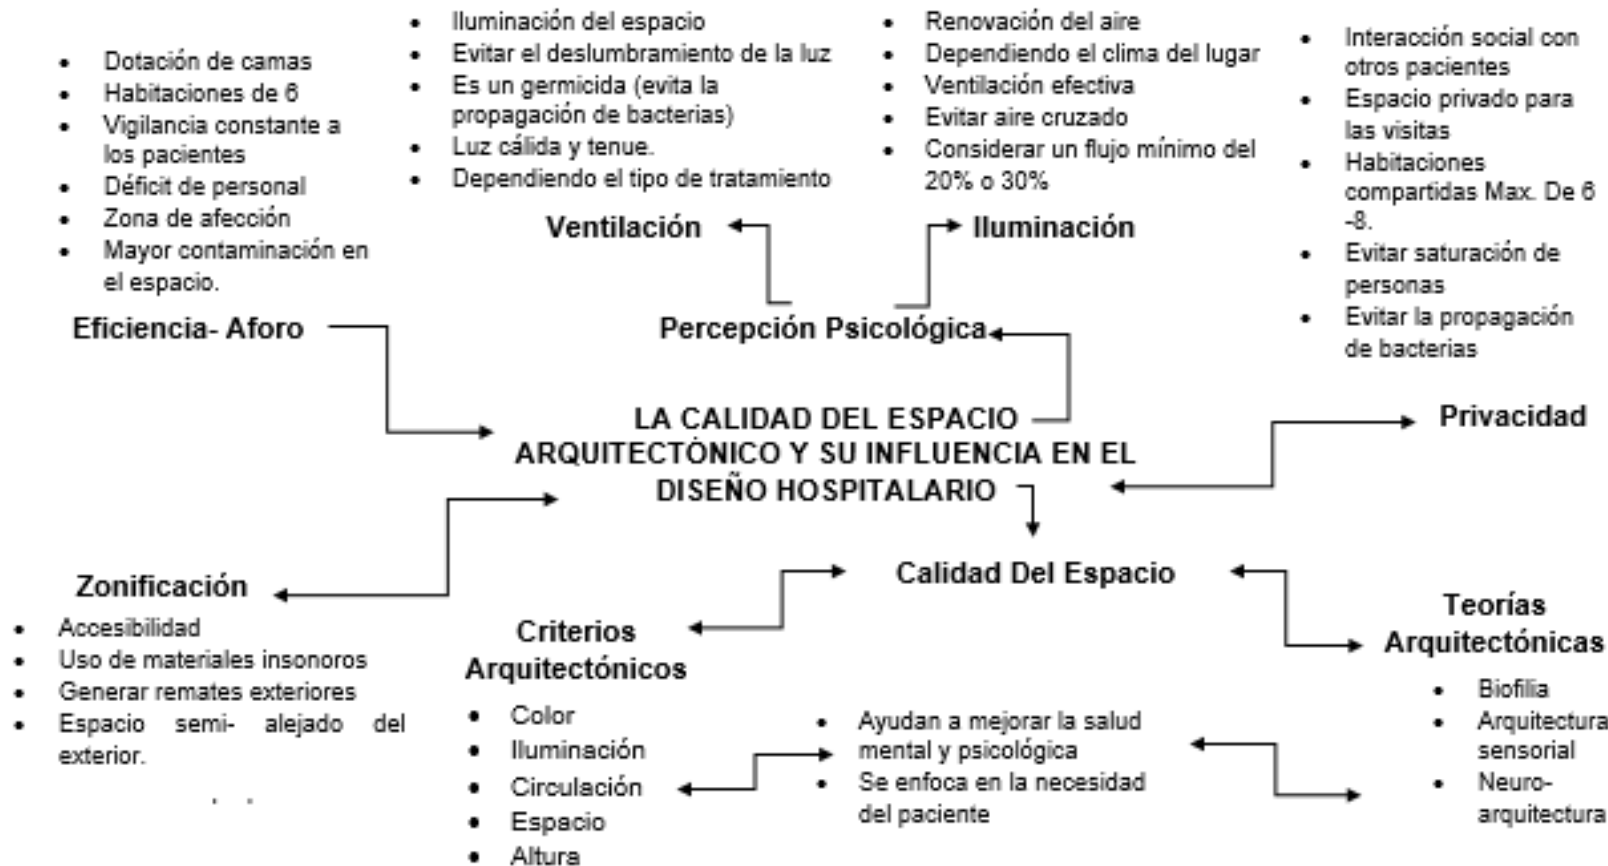 Dotación de camas
Habitaciones de 6
Vigilancia constante a
los pacientes
Déficit de personal
Zona de afección
Mayor contaminación en
el espacio.
Eficiencia- Aforo
Iluminación del espacio
Evitar el deslumbramiento de la luz
Es un germicida (evita la
propagación de bacterias)
Luz cálida y tenue.
Dependiendo el tipo de tratamiento
Ventilación
Renovación del aire
Dependiendo el clima del lugar
Ventilación efectiva
Evitar aire cruzado
Considerar un flujo mínimo del
20% o 30%
Iluminación
Interacción social con
otros pacientes
Espacio privado para
las visitas
Habitaciones
compartidas Max. De 6
-8.
Evitar saturación de
personas
Evitar la propagación
de bacterias
Privacidad
Percepción Psicológica
LA CALIDAD DEL ESPACIO
ARQUITECTÓNICO Y SU INFLUENCIA EN EL
DISEÑO HOSPITALARIO
Zonificación
Accesibilidad
Uso de materiales insonoros
Generar remates exteriores
Espacio semi- alejado del
exterior.
Calidad Del Espacio
Criterios
Arquitectónicos
Color
Iluminación
Circulación
Espacio
Altura
Ayudan a mejorar la salud
mental y psicológica
Se enfoca en la necesidad
del paciente
Teorías
Arquitectónicas
Biofilia
Arquitectura
sensorial
Neuro-
arquitectura